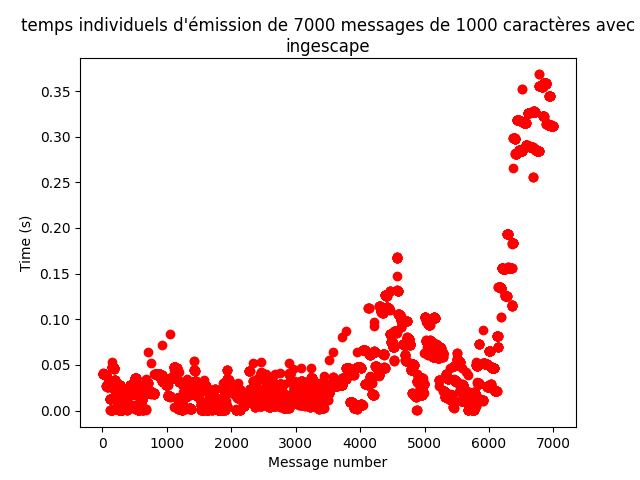 temps individuels d'émission de 7000 messages de 1000 caractères avec
ingescape
0.35
0.30
0.25
0.20
0.15
0.10
0.05
0.00
Time (s)
0 1000 2000 3000 4000 5000 6000 7000
Message number